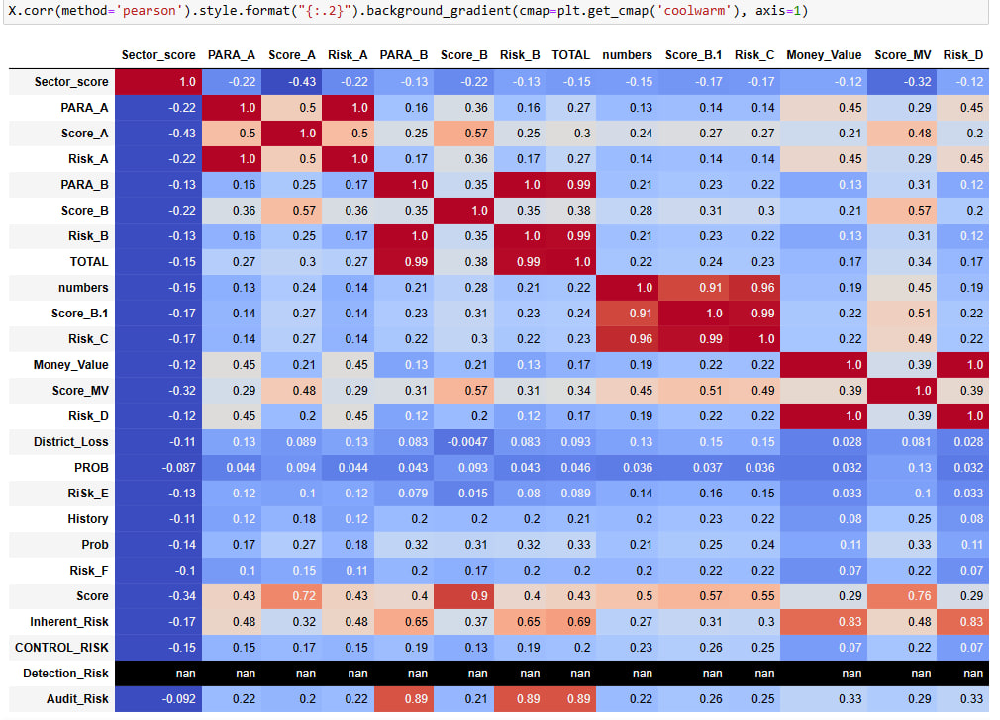 X.corr(method='pearson').style.format("{:.2}").background_gradient(cmap=plt.get_cmap('coolwarm'), axis=1)
Sector_score PARA_A Score_A Risk_A PARA_B Score_B Risk_B TOTAL numbers Score_B.1 Risk_C Money_Value Score_MV Risk_D
Sector_score 1.0 -0.22 -0.43 -0.22 -0.13 -0.22 -0.13 -0.15 -0.15 -0.17 -0.17 -0.12 -0.32 -0.12
PARA_A -0.22 1.0 0.5 1.0 0.16 0.36 0.16 0.27 0.13 0.14 0.14 0.45 0.29 0.45
Score_A -0.43 0.5 1.0 0.5 0.25 0.57 0.25 0.3 0.24 0.27 0.27 0.21 0.48 0.2
Risk_A -0.22 1.0 0.5 1.0 0.17 0.36 0.17 0.27 0.14 0.14 0.14 0.45 0.29 0.45
PARA_B -0.13 0.16 0.25 0.17 1.0 0.35 1.0 0.99 0.21 0.23 0.22 0.13 0.31 0.12
Score_B -0.22 0.36 0.57 0.36 0.35 1.0 0.35 0.38 0.28 0.31 0.3 0.21 0.57 0.2
Risk_B -0.13 0.16 0.25 0.17 1.0 0.35 1.0 0.99 0.21 0.23 0.22 0.13 0.31 0.12
TOTAL -0.15 0.27 0.3 0.27 0.99 0.38 0.99 1.0 0.22 0.24 0.23 0.17 0.34 0.17
numbers -0.15 0.13 0.24 0.14 0.21 0.28 0.21 0.22 1.0 0.91 0.96 0.19 0.45 0.19
Score_B.1 -0.17 0.14 0.27 0.14 0.23 0.31 0.23 0.24 0.91 1.0 0.99 0.22 0.51 0.22
Risk_C -0.17 0.14 0.27 0.14 0.22 0.3 0.22 0.23 0.96 0.99 1.0 0.22 0.49 0.22
Money_Value -0.12 0.45 0.21 0.45 0.13 0.21 0.13 0.17 0.19 0.22 0.22 1.0 0.39 1.0
Score_MV -0.32 0.29 0.48 0.29 0.31 0.57 0.31 0.34 0.45 0.51 0.49 0.39 1.0 0.39
Risk_D -0.12 0.45 0.2 0.45 0.12 0.2 0.12 0.17 0.19 0.22 0.22 1.0 0.39 1.0
District_Loss -0.11 0.13 0.089 0.13 0.083 -0.0047 0.083 0.093 0.13 0.15 0.15 0.028 0.081 0.028
PROB -0.087 0.044 0.094 0.044 0.043 0.093 0.043 0.046 0.036 0.037 0.036 0.032 0.13 0.032
RiSk_E -0.13 0.12 0.1 0.12 0.079 0.015 0.08 0.089 0.14 0.16 0.15 0.033 0.1 0.033
History -0.11 0.12 0.18 0.12 0.2 0.2 0.2 0.21 0.2 0.23 0.22 0.08 0.25 0.08
Prob -0.14 0.17 0.27 0.18 0.32 0.31 0.32 0.33 0.21 0.25 0.24 0.11 0.33 0.11
Risk_F -0.1 0.1 0.15 0.11 0.2 0.17 0.2 0.2 0.2 0.22 0.22 0.07 0.22 0.07
Score -0.34 0.43 0.72 0.43 0.4 0.9 0.4 0.43 0.5 0.57 0.55 0.29 0.76 0.29
Inherent_Risk -0.17 0.48 0.32 0.48 0.65 0.37 0.65 0.69 0.27 0.31 0.3 0.83 0.48 0.83
CONTROL_RISK -0.15 0.15 0.17 0.15 0.19 0.13 0.19 0.2 0.23 0.26 0.25 0.07 0.22 0.07
Detection_Risk nan nan nan nan nan nan nan nan nan nan nan nan nan nan
Audit_Risk -0.092 0.22 0.2 0.22 0.89 0.21 0.89 0.89 0.22 0.26 0.25 0.33 0.29 0.33